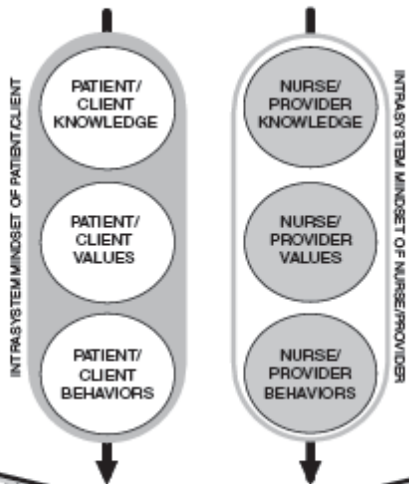 INTRASYSTEM MINDSET OF PATIENT/CLIENT
PATIENT/
CLIENT
KNOWLEDGE
PATIENT/
CLIENT
VALUES
PATIENT/
CLIENT
BEHAVIORS
NURSE/
PROVIDER
KNOWLEDGE
NURSE/
PROVIDER
VALUES
NURSE/
PROVIDER
BEHAVIORS
INTRASYSTEM MINDSET OF NURSE/PROVIDER